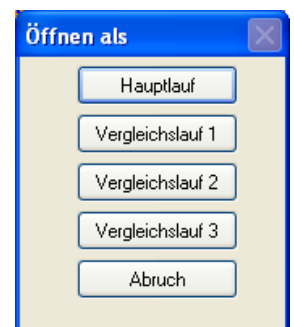 Öffnen als
Hauptlauf
Vergleichslauf 1
Vergleichslauf 2
Vergleichslauf 3
Abruch